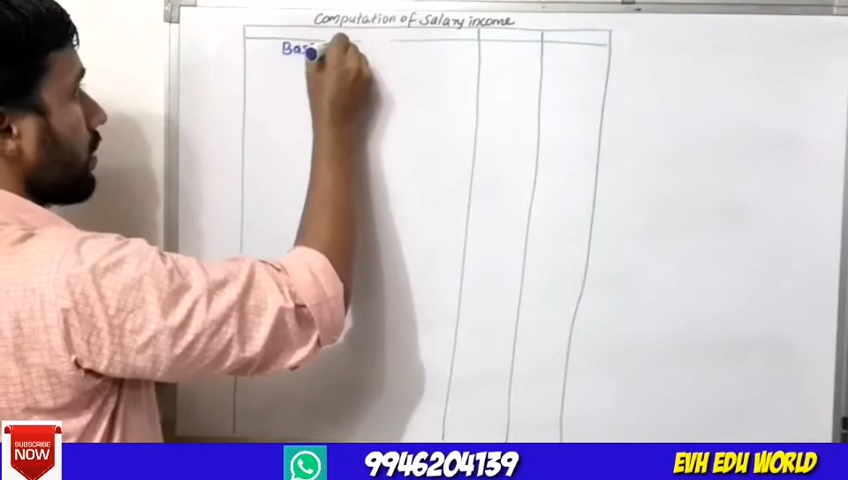 Computation of Salary income
Bas
SUBSCRIBE
NOW
9946204139
EVH EDU WORLD